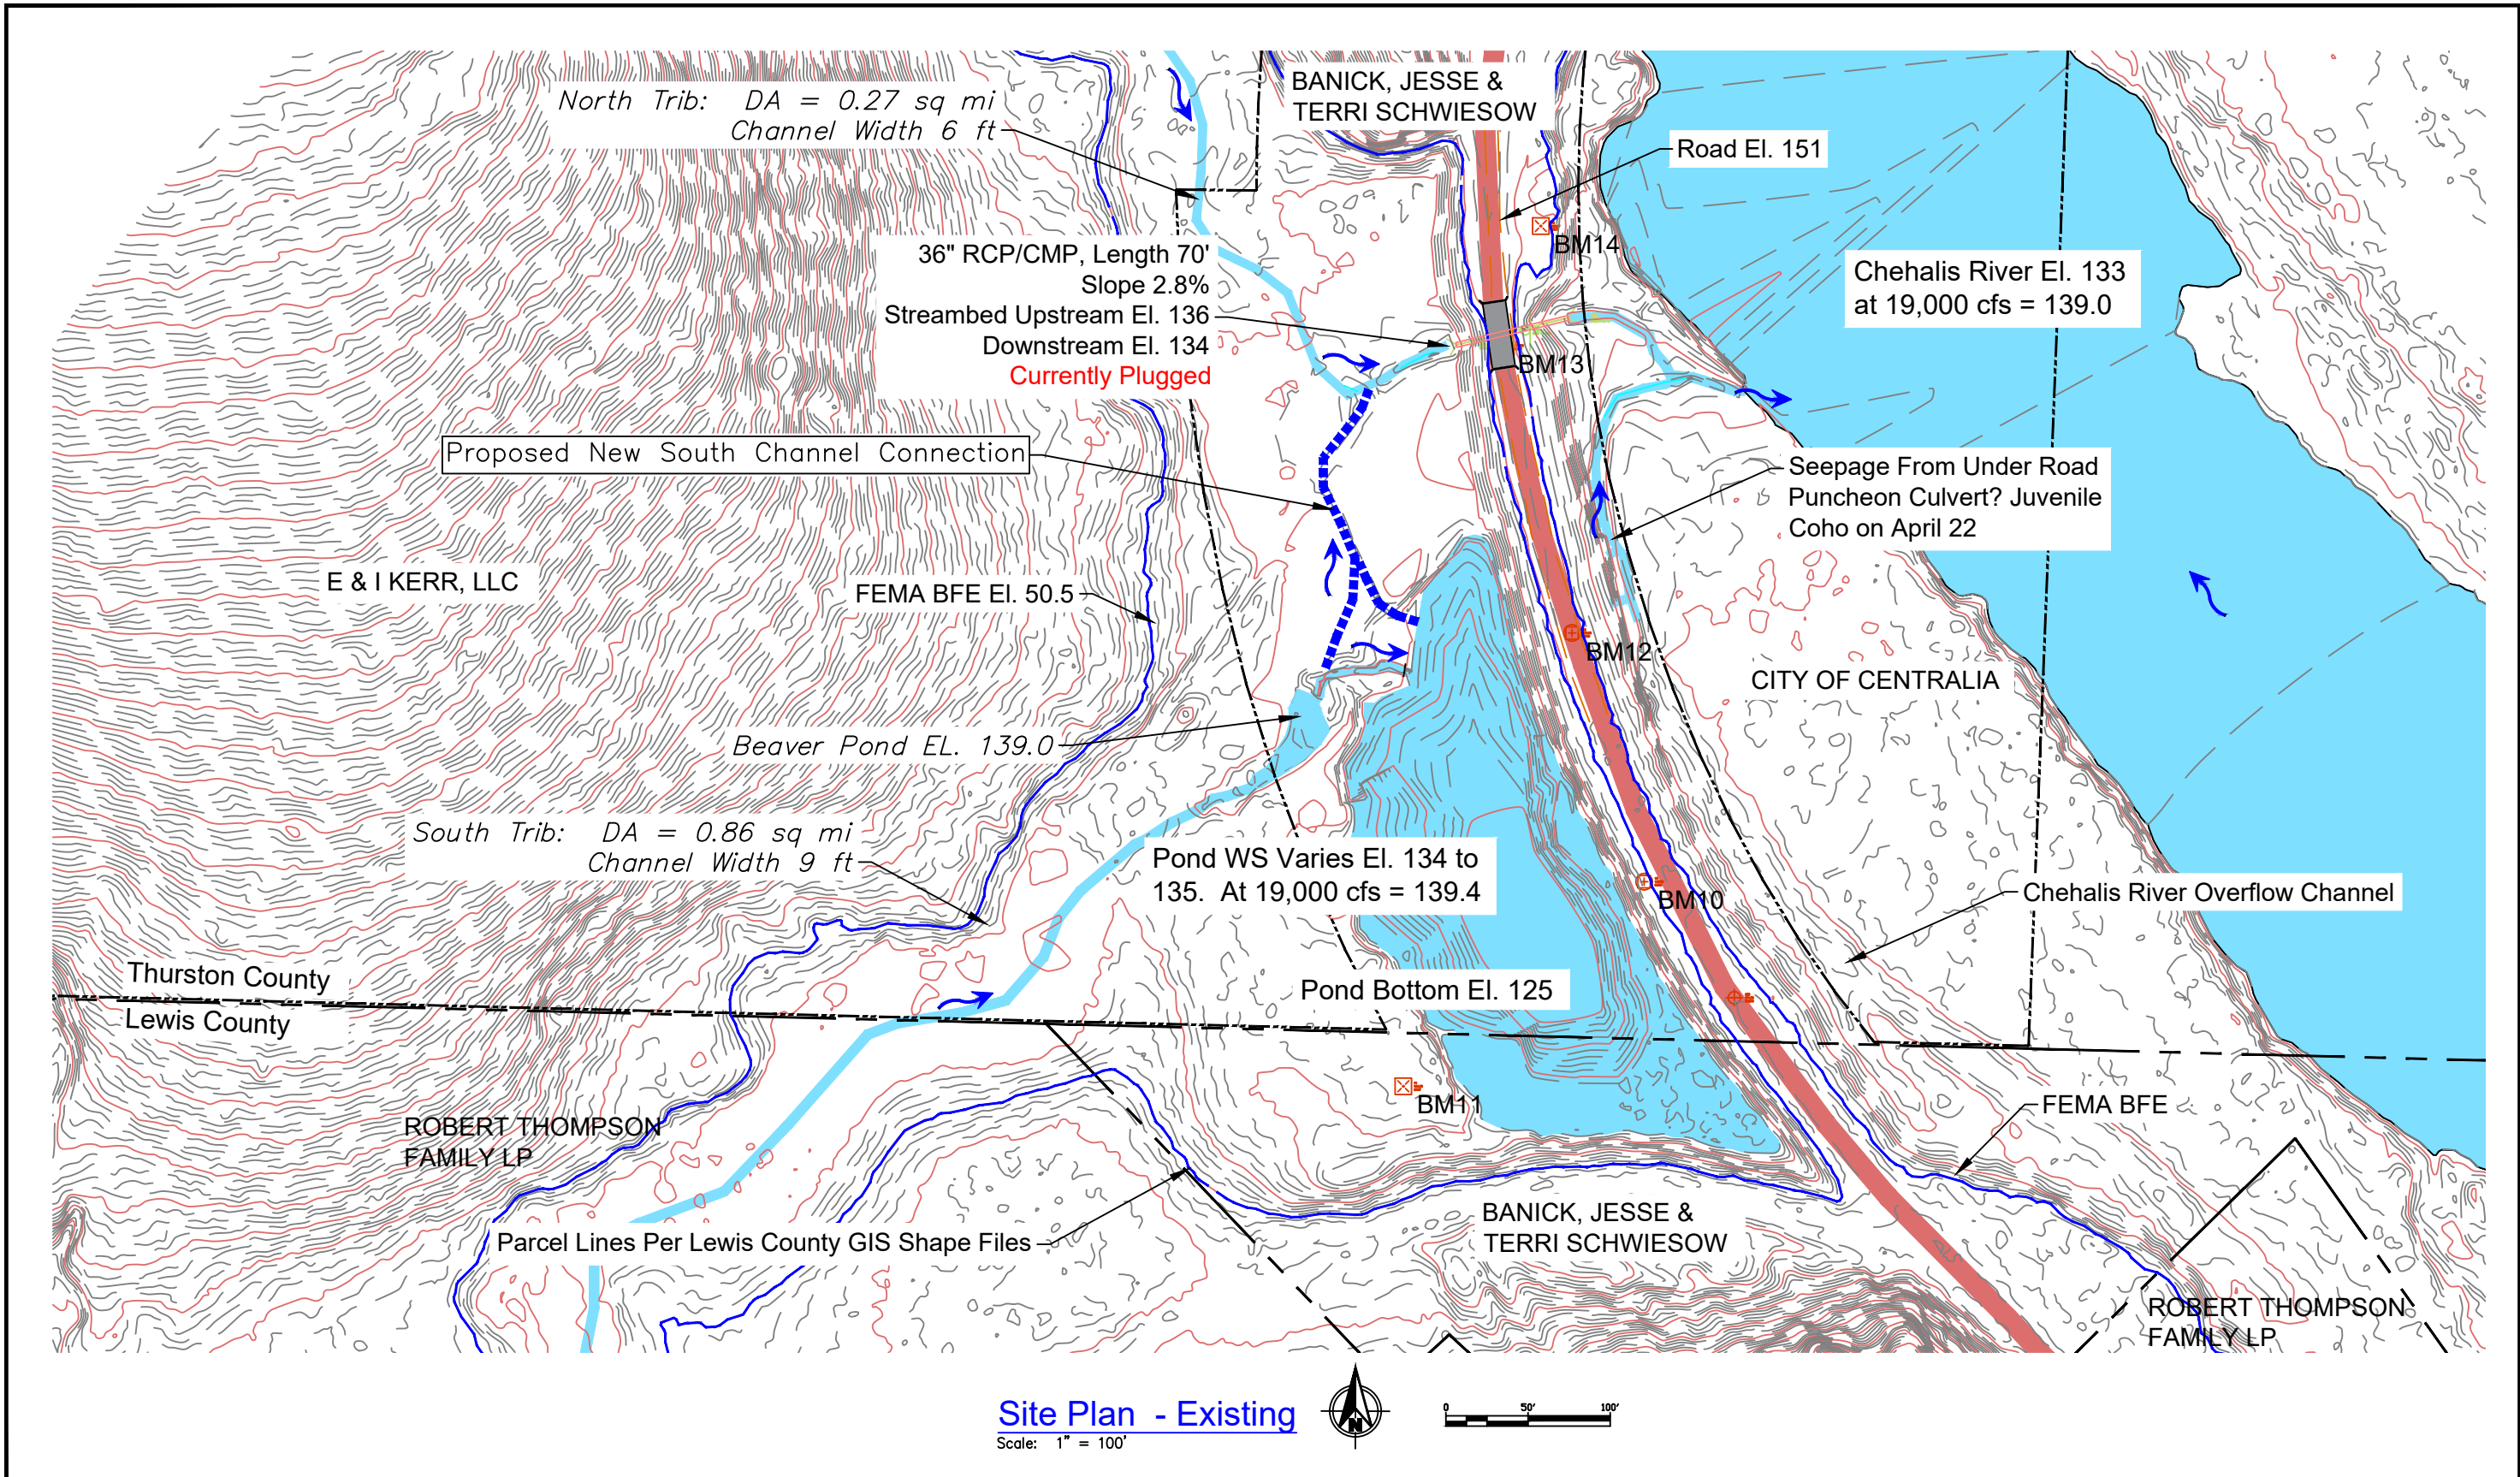 North Trib: DA = 0.27 sq mi
Channel Width 6 ft
BANICK, JESSE &
TERRI SCHWIESOW
Road El. 151
BM14
36" RCP/CMP, Length 70'
Slope 2.8%
Streambed Upstream El. 136
Downstream El. 134
Currently Plugged
Chehalis River El. 133
at 19,000 cfs = 139.0
BM13
Proposed New South Channel Connection
Seepage From Under Road
Puncheon Culvert? Juvenile
Coho on April 22
E & I KERR, LLC
FEMA BFE El. 50.5
BM12
CITY OF CENTRALIA
Beaver Pond EL. 139.0
South Trib: DA = 0.86 sq mi
Channel Width 9 ft
Pond WS Varies El. 134 to
135. At 19,000 cfs = 139.4
BM10
Chehalis River Overflow Channel
Thurston County
Lewis County
Pond Bottom El. 125
BM11
FEMA BFE
ROBERT THOMPSON
FAMILY LP
Parcel Lines Per Lewis County GIS Shape Files
BANICK, JESSE &
TERRI SCHWIESOW
ROBERT THOMPSON
FAMILY LP
Site Plan - Existing
Scale: 1" = 100'
N
0 50' 100'